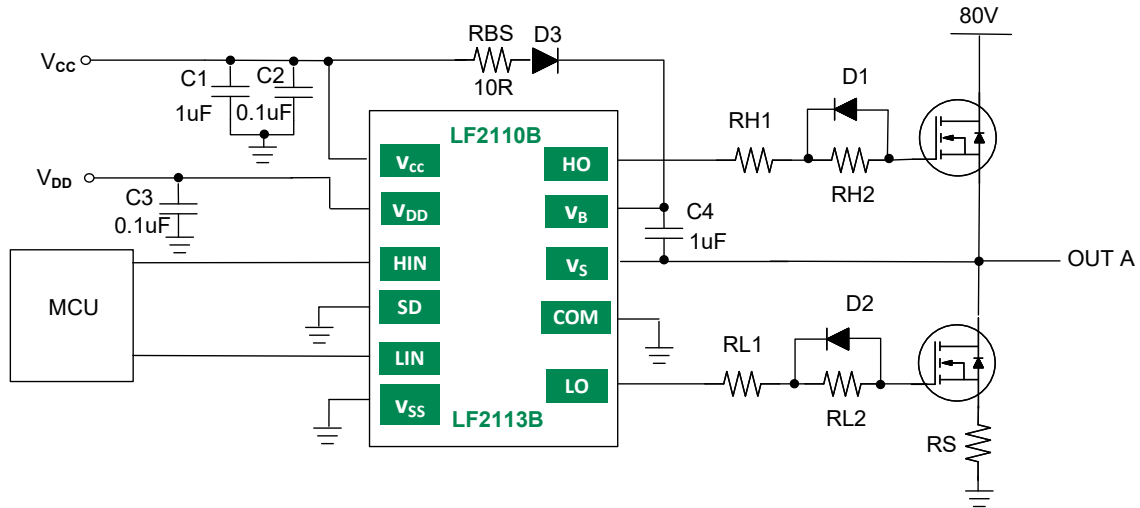 80V
RBS
D3
VCC
C1
C2
10R
1uF
0.1uF
D1
LF2110B
RH1
VCC
HO
RH2
VDD
C3
VDD
VB
C4
0.1uF
1uF
HIN
VS
OUT A
MCU
SD
COM
D2
RL1
LIN
LO
VSS
RL2
LF2113B
RS